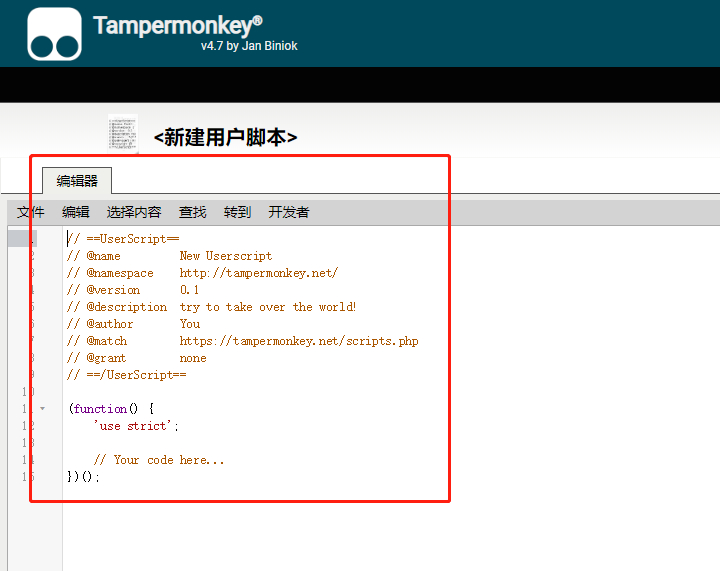 Tampermonkey®
v4.7 by Jan Biniok
<新建用户脚本>
编辑器
文件 编辑 选择内容 查找 转到 开发者
1 // ==UserScript==
2 // @name New Userscript
3 // @namespace http://tampermonkey.net/
4 // @version 0.1
5 // @description try to take over the world!
6 // @author You
7 // @match https://tampermonkey.net/scripts.php
8 // @grant none
9 // ==/UserScript==
10
11 (function() {
12 'use strict';
13
14 // Your code here...
15 })();